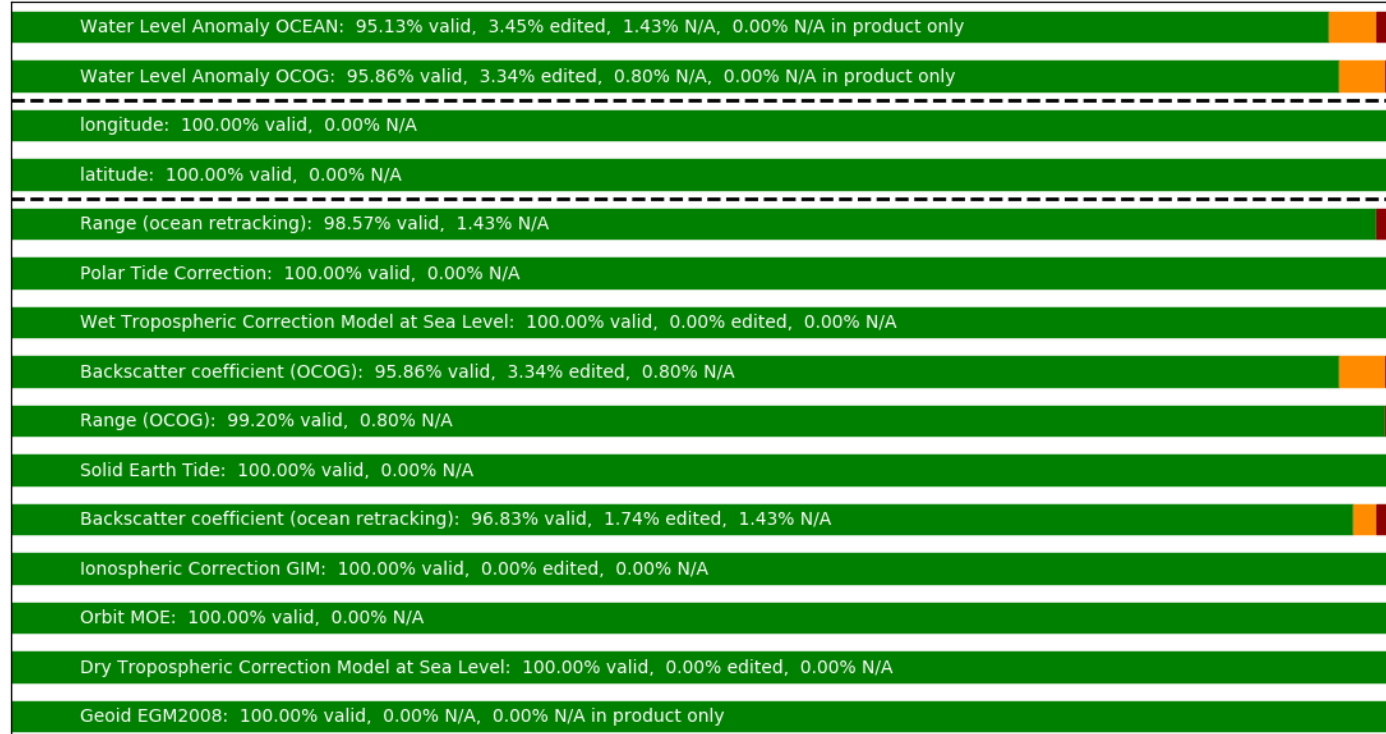 Water Level Anomaly OCEAN: 95.13% valid, 3.45% edited, 1.43% N/A, 0.00% N/A in product only
Water Level Anomaly OCOG: 95.86% valid, 3.34% edited, 0.80% N/A, 0.00% N/A in product only
longitude: 100.00% valid, 0.00% N/A
latitude: 100.00% valid, 0.00% N/A
Range (ocean retracking): 98.57% valid, 1.43% N/A
Polar Tide Correction: 100.00% valid, 0.00% N/A
Wet Tropospheric Correction Model at Sea Level: 100.00% valid, 0.00% edited, 0.00% N/A
Backscatter coefficient (OCOG): 95.86% valid, 3.34% edited, 0.80% N/A
Range (OCOG): 99.20% valid, 0.80% N/A
Solid Earth Tide: 100.00% valid, 0.00% N/A
Backscatter coefficient (ocean retracking): 96.83% valid, 1.74% edited, 1.43% N/A
Ionospheric Correction GIM: 100.00% valid, 0.00% edited, 0.00% N/A
Orbit MOE: 100.00% valid, 0.00% N/A
Dry Tropospheric Correction Model at Sea Level: 100.00% valid, 0.00% edited, 0.00% N/A
Geoid EGM2008: 100.00% valid, 0.00% N/A, 0.00% N/A in product only